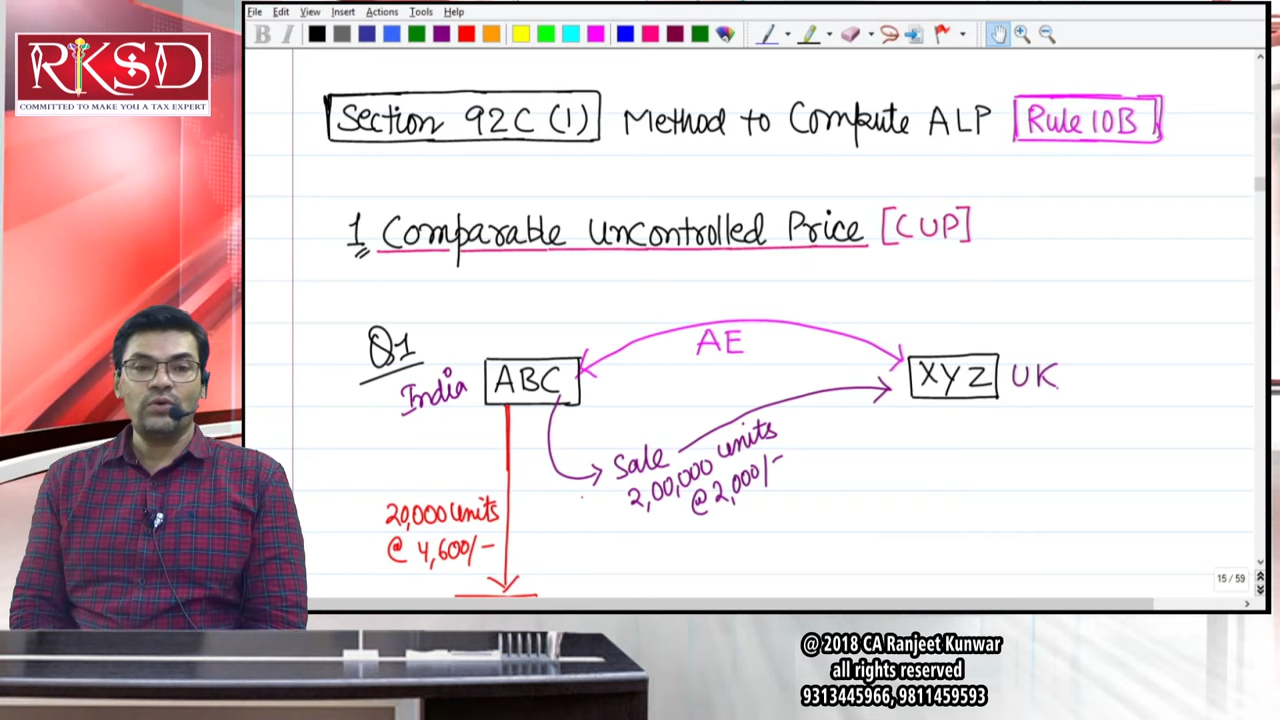 File Edit View Insert Actions Tools Help
B I
RKSD
COMMITTED TO MAKE YOU A TAX EXPERT
Section 92C (1) Method to Compute ALP Rule 10B
1 Comparable Uncontrolled Price [CUP]
Q1
AE
India ABC
XYZ UK
Sale
2,00,000 units
@ 2,000/-
20,000 units
@ 4,600/-
15 / 59
@ 2018 CA Ranjeet Kunwar
all rights reserved
9313445966, 9811459593